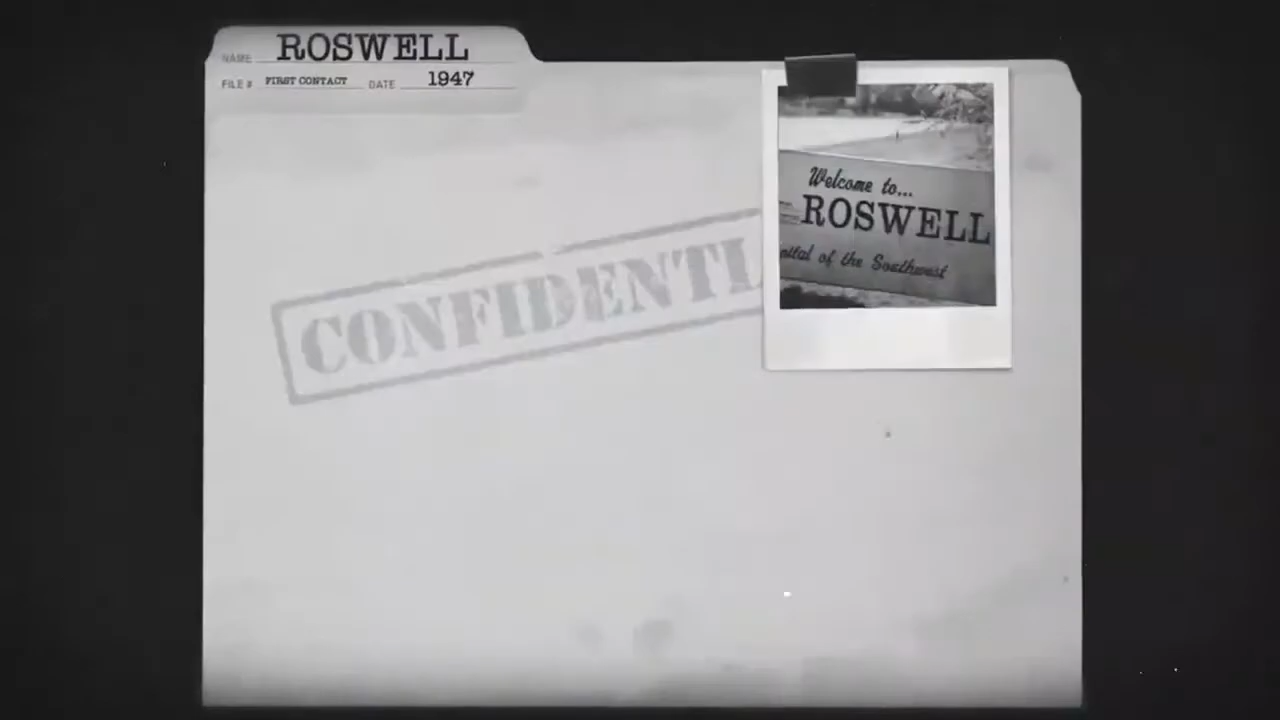 NAME ROSWELL
FILE # FIRST CONTACT DATE 1947
CONFIDENTI
Welcome to...
ROSWELL
of the Southwest